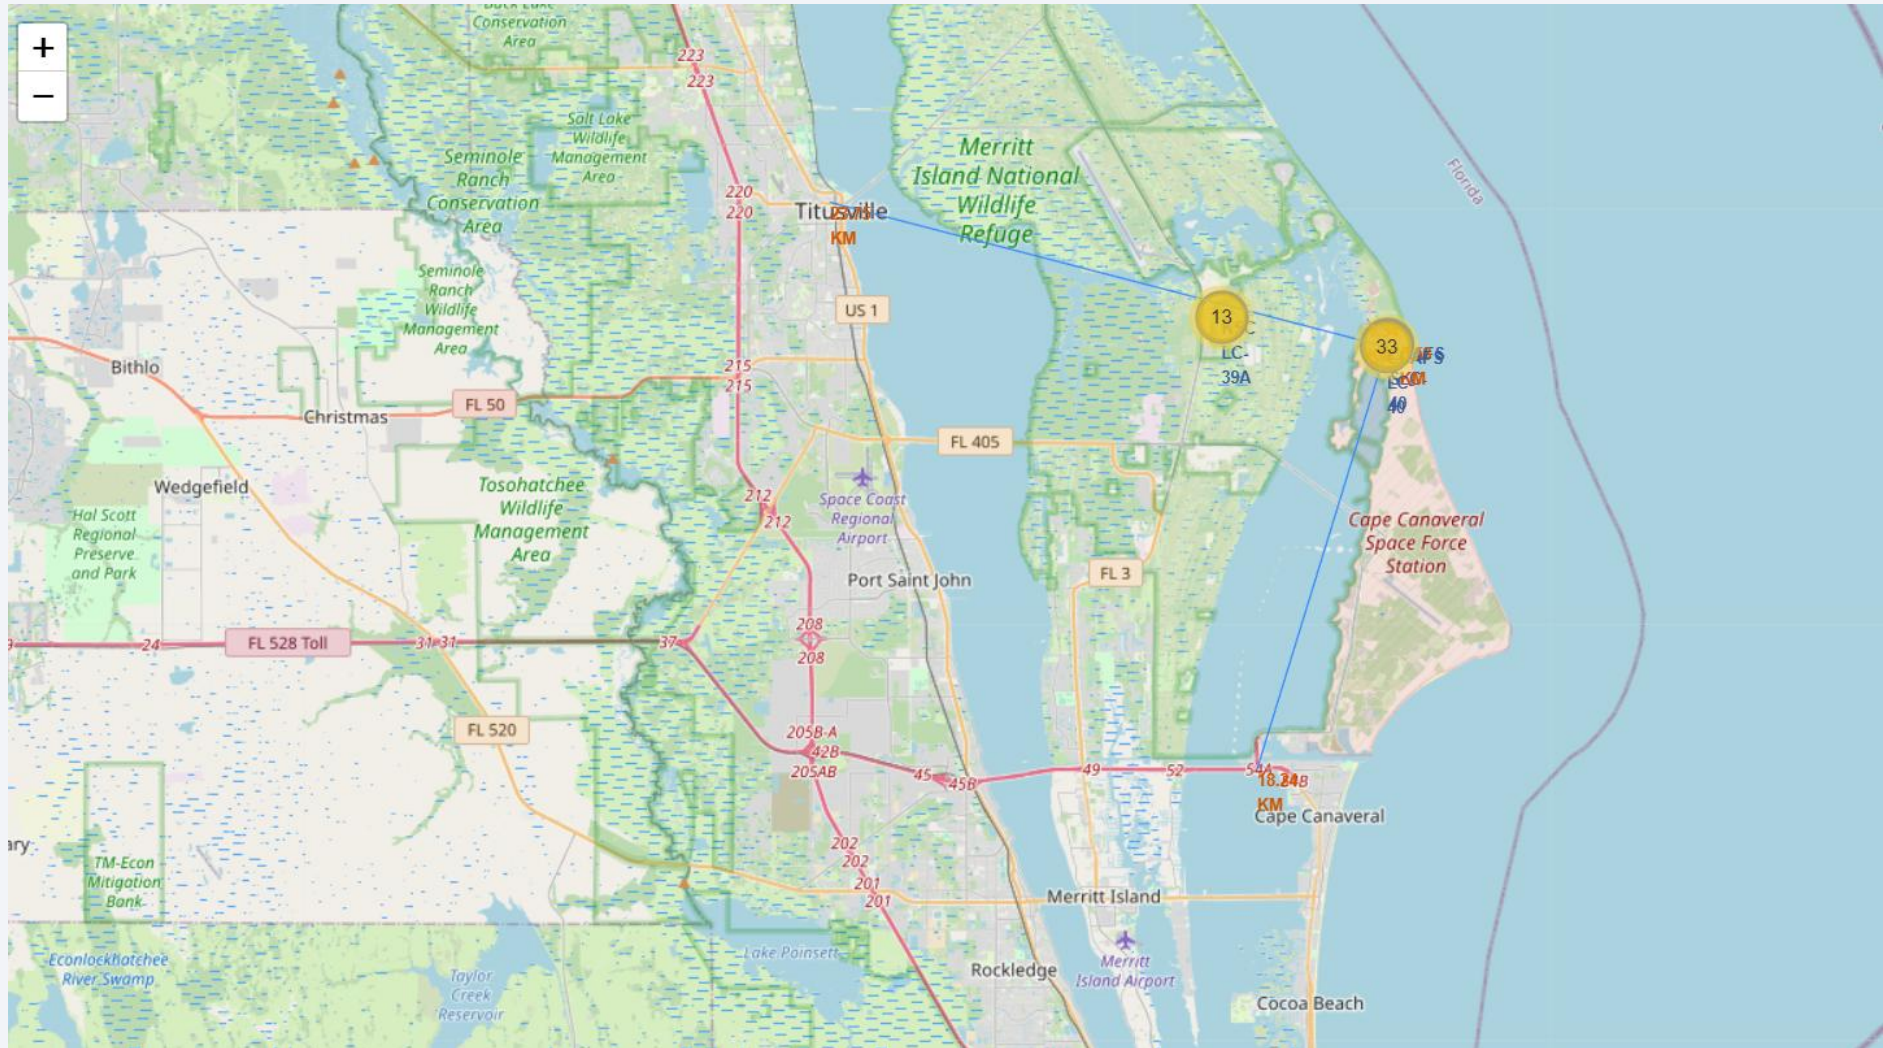 +
−
Conservation
Area
223
223
Salt Lake
Wildlife
Management
Area
Seminole
Ranch
Conservation
Area
Merritt
Island National
Wildlife
Refuge
Florida
220
220
Titusville
KM
Seminole
Ranch
Wildlife
Management
Area
US 1
13
LC-
39A
33
KM
40
Bithlo
215
215
FL 50
Christmas
FL 405
Wedgefield
Tosohatchee
Wildlife
Management
Area
212
212
Space Coast
Regional
Airport
Hal Scott
Regional
Preserve
and Park
Cape Canaveral
Space Force
Station
Port Saint John
FL 3
24
FL 528 Toll
31
31
37
208
208
FL 520
205B-A
42B
205AB
45
45B
49
52
54A
KM
Cape Canaveral
TM-Econ
Mitigation
Bank
202
202
201
201
Merritt Island
Econlockhatchee
River Swamp
Taylor
Creek
Reservoir
Lake Poinsett
Rockledge
Merritt
Island Airport
Cocoa Beach